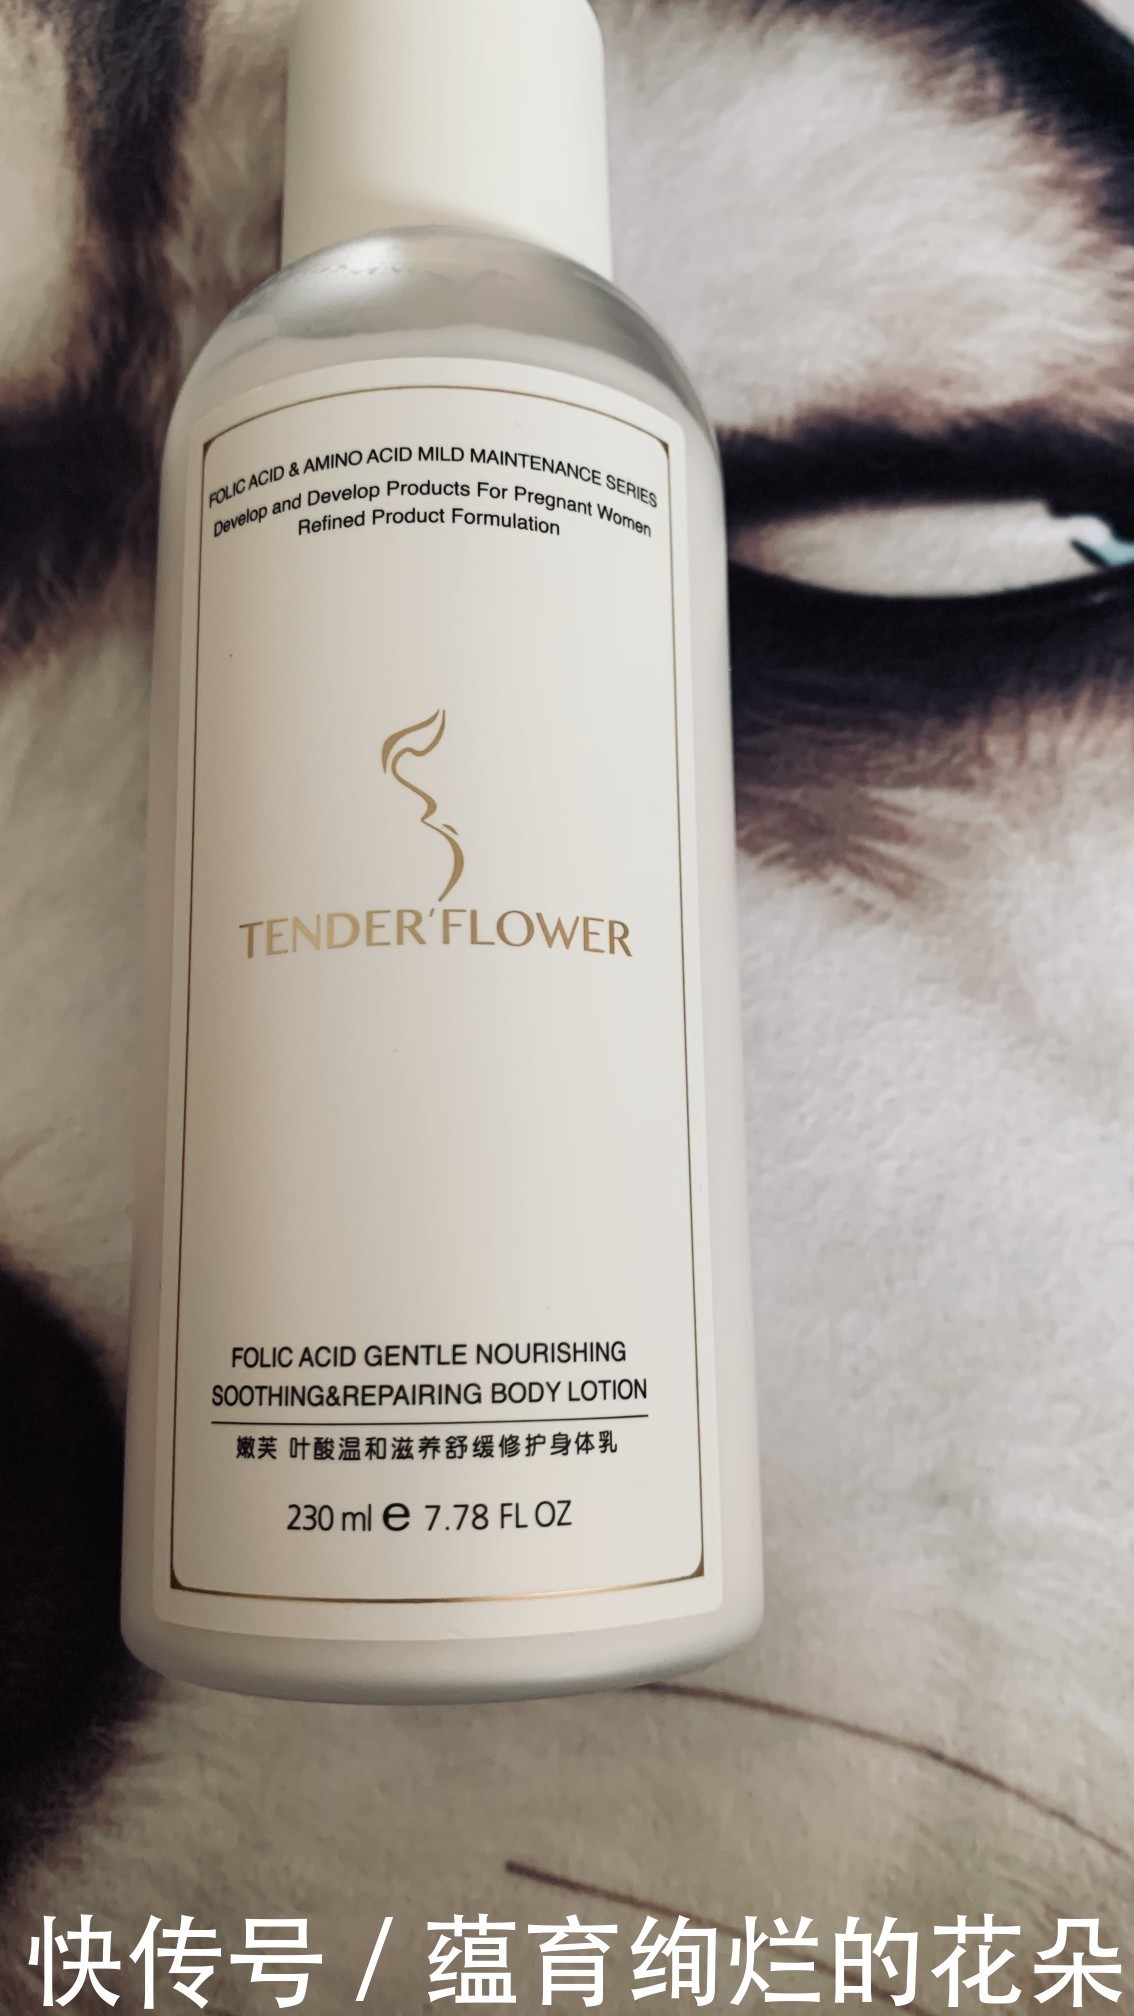 FOLIC ACID & AMINO ACID MILD MAINTENANCE SERIES
Develop and Develop Products For Pregnant Women
Refined Product Formulation
TENDER'FLOWER
FOLIC ACID GENTLE NOURISHING
SOOTHING&REPAIRING BODY LOTION
嫩芙 叶酸温和滋养舒缓修护身体乳
230 ml e 7.78 FL OZ
快传号 / 蕴育绚烂的花朵